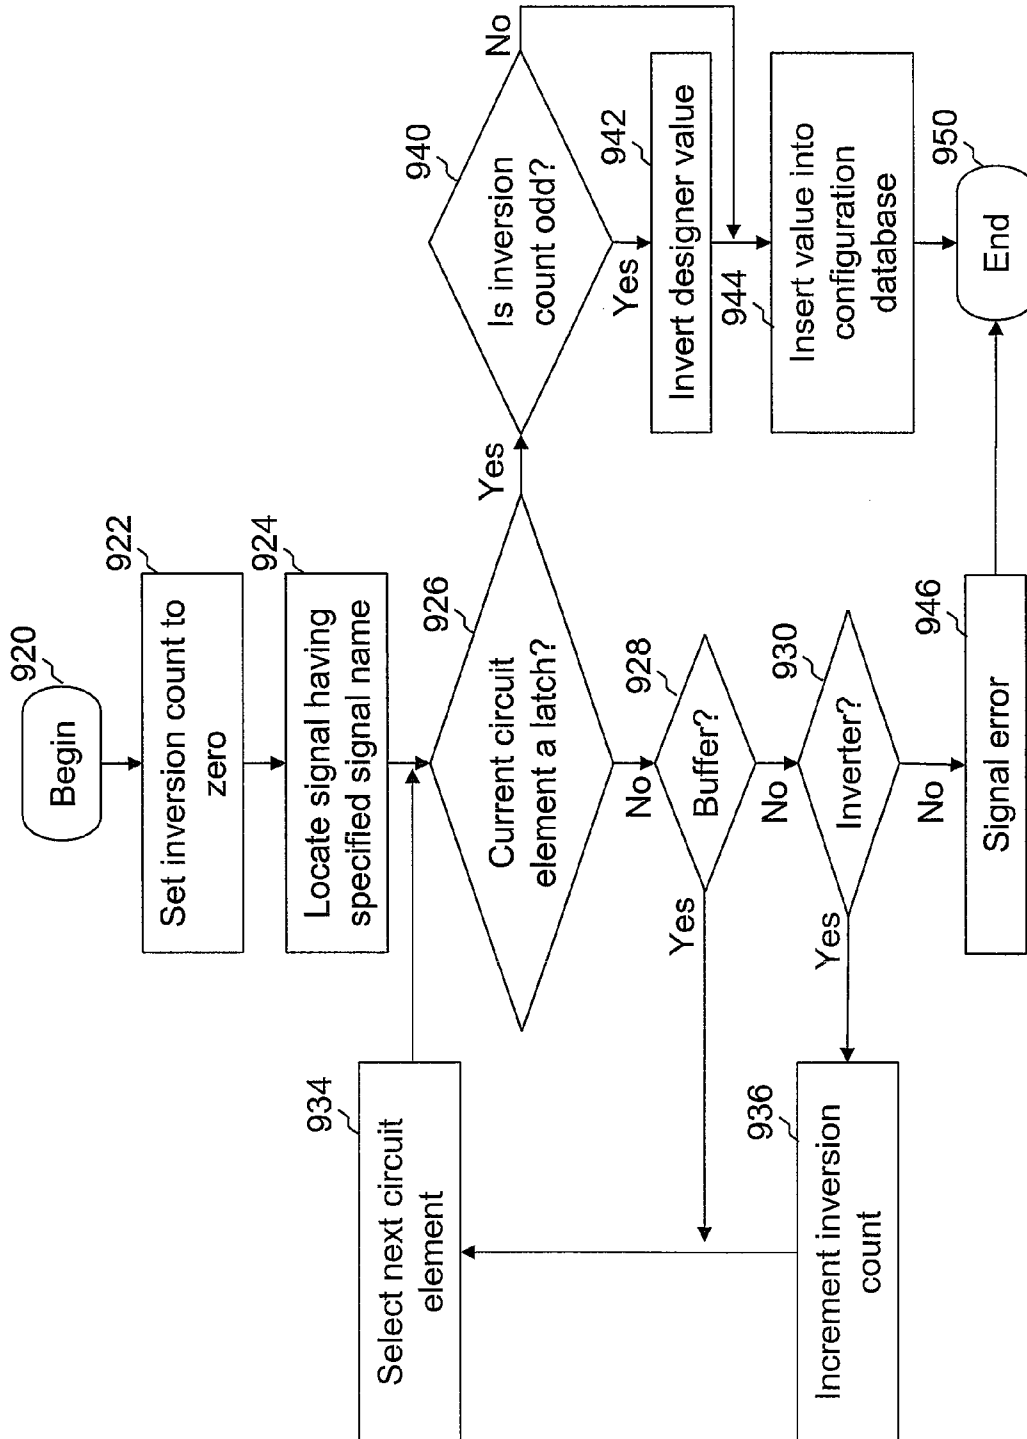 920
Begin
922
Set inversion count to
zero
924
Locate signal having
specified signal name
926
Current circuit
element a latch?
Yes
No
928
Buffer?
Yes
No
930
Inverter?
Yes
No
934
Select next circuit
element
936
Increment inversion
count
940
Is inversion
count odd?
No
Yes
942
Invert designer value
944
Insert value into
configuration
database
946
Signal error
950
End